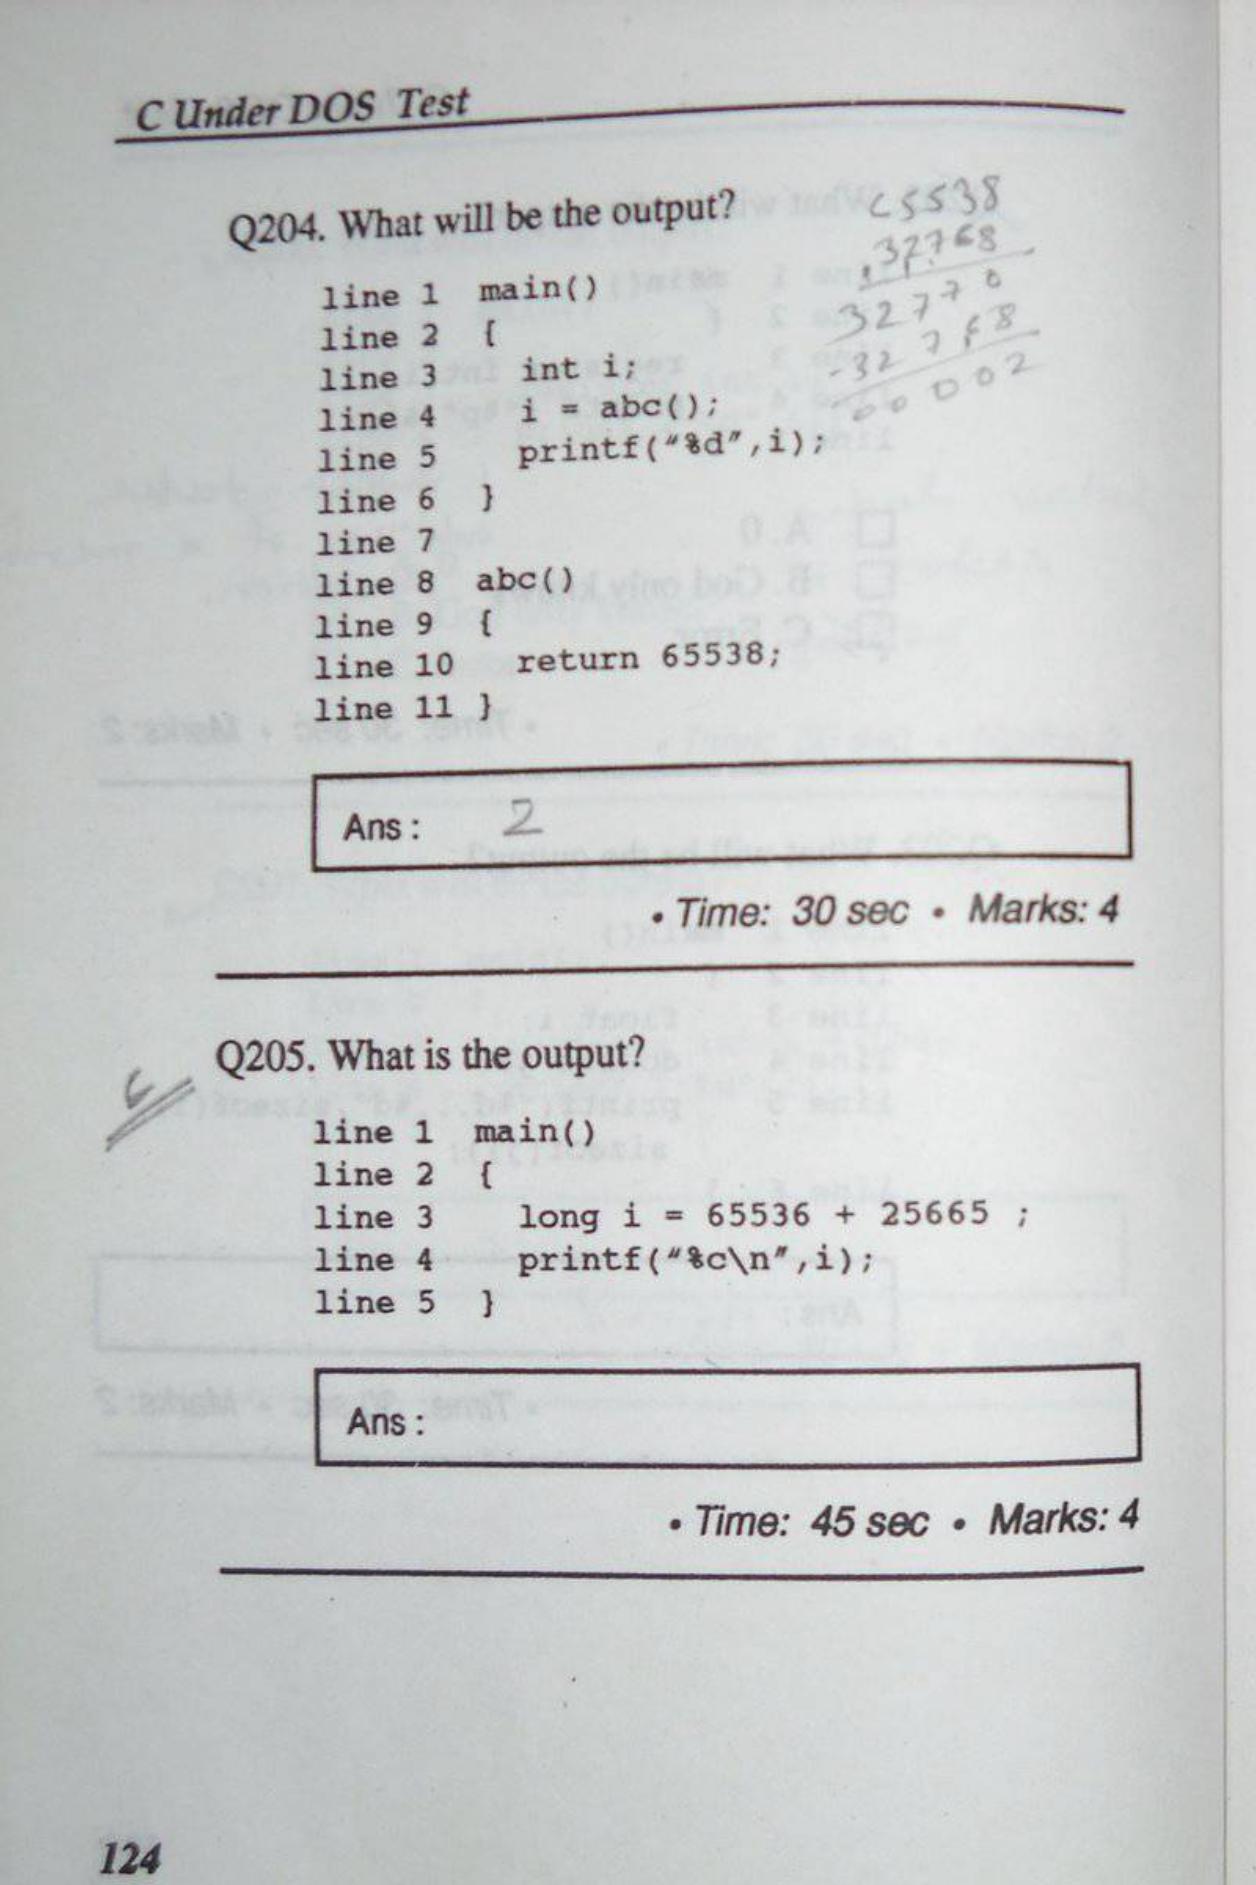 C Under DOS Test
Q204. What will be the output?
65538
32768
32770
-32768
00002
line 1 main()
line 2 {
line 3 int i;
line 4 i = abc();
line 5 printf("%d",i);
line 6 }
line 7
line 8 abc()
line 9 {
line 10 return 65538;
line 11 }
Ans : 2
• Time: 30 sec • Marks: 4
Q205. What is the output?
line 1 main()
line 2 {
line 3 long i = 65536 + 25665 ;
line 4 printf("%c\n",i);
line 5 }
Ans :
• Time: 45 sec • Marks: 4
124